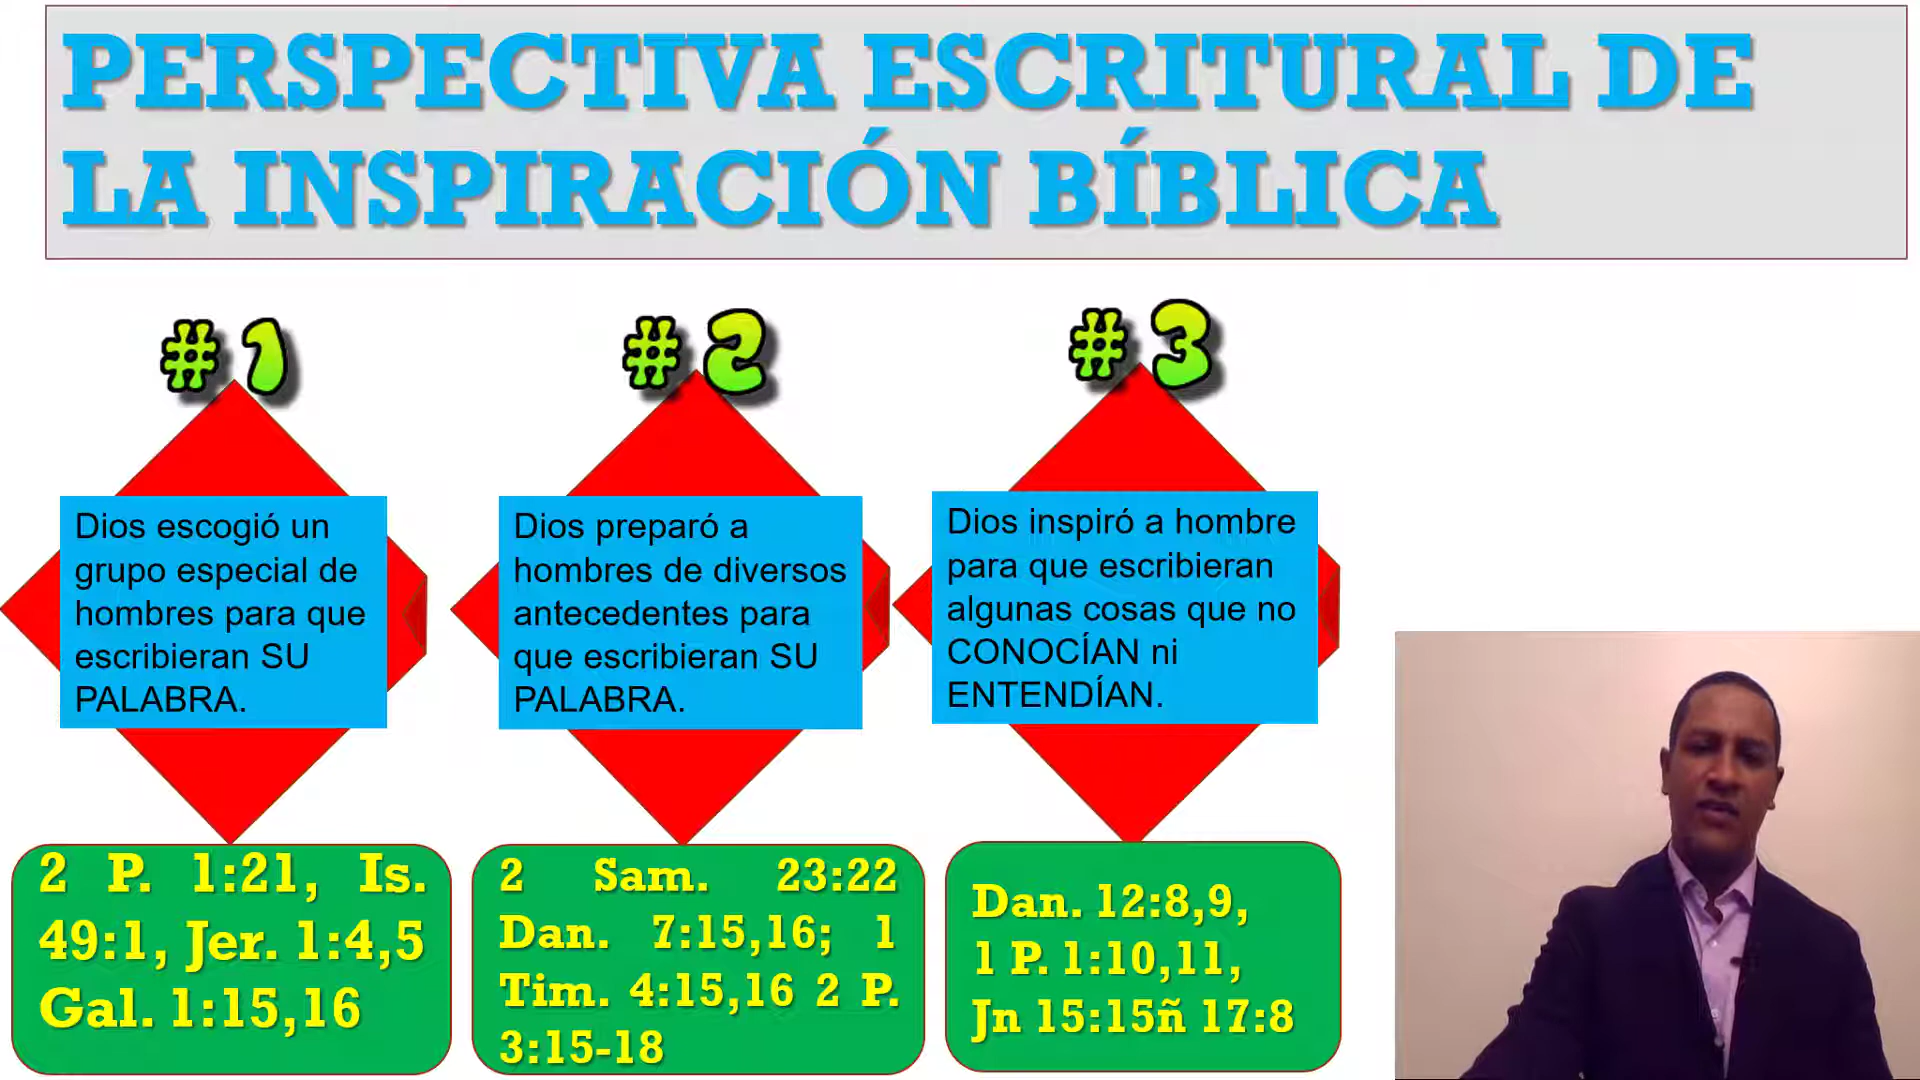 PERSPECTIVA ESCRITURAL DE
LA INSPIRACIÓN BÍBLICA
# 1
Dios escogió un
grupo especial de
hombres para que
escribieran SU
PALABRA.
2 P. 1:21, Is.
49:1, Jer. 1:4,5
Gal. 1:15,16
# 2
Dios preparó a
hombres de diversos
antecedentes para
que escribieran SU
PALABRA.
2 Sam. 23:22
Dan. 7:15,16; 1
Tim. 4:15,16 2 P.
3:15-18
# 3
Dios inspiró a hombre
para que escribieran
algunas cosas que no
CONOCÍAN ni
ENTENDÍAN.
Dan. 12:8,9,
1 P. 1:10,11,
Jn 15:15ñ 17:8